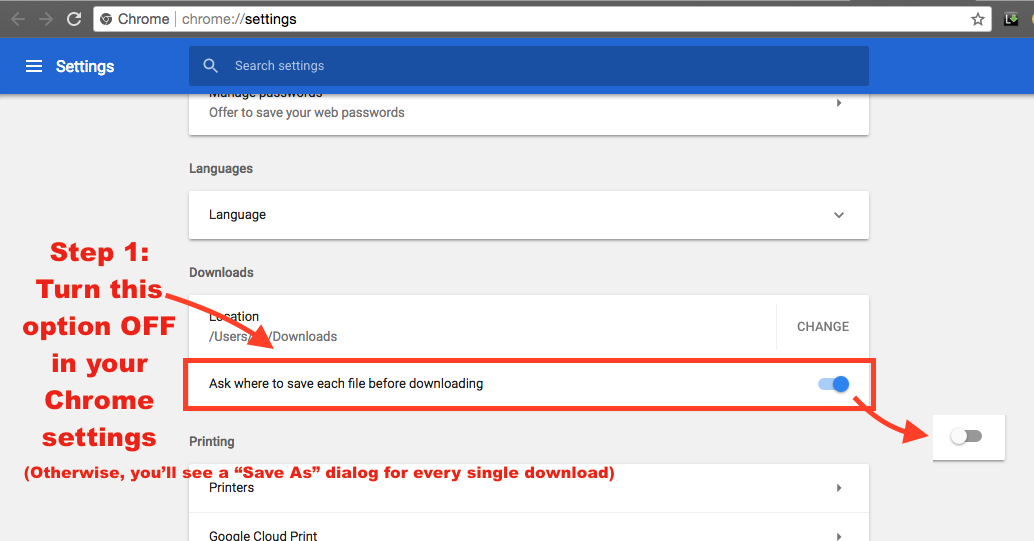 Chrome | chrome://settings
Settings
Search settings
Manage passwords
Offer to save your web passwords
Languages
Language
Step 1:
Turn this
option OFF
in your
Chrome
settings
(Otherwise, you'll see a “Save As” dialog for every single download)
Downloads
Location
/Users/ /Downloads
CHANGE
Ask where to save each file before downloading
Printing
Printers
Google Cloud Print